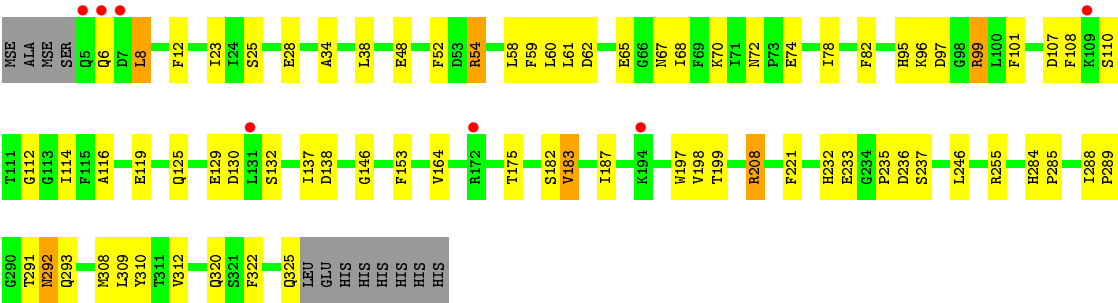 MSE ALA MSE SER Q5 Q6 D7 L8 F12 I23 I24 S25 E28 A34 L38 E48 F52 D53 R54 L58 F59 L60 L61 D62 E65 G66 N67 I68 F69 K70 I71 N72 P73 E74 I78 F82 H95 K96 D97 G98 R99 L100 F101 D107 F108 K109 S110
T111 G112 G113 I114 F115 A116 E119 Q125 E129 D130 L131 S132 I137 D138 G146 F153 V164 R172 T175 S182 V183 I187 K194 W197 V198 T199 R208 F221 H232 E233 G234 P235 D236 S237 L246 R255 H284 P285 I288 P289
G290 T291 N292 Q293 M308 L309 Y310 T311 V312 Q320 S321 F322 Q325 LEU GLU HIS HIS HIS HIS HIS HIS